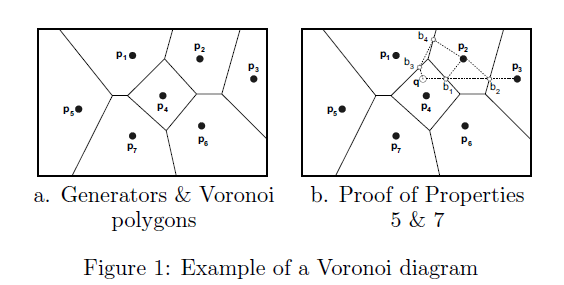 p1
p2
p3
p4
p5
p6
p7
a. Generators & Voronoi
polygons
b4
p1
p2
b3
p3
q
b1
b2
p4
p5
p6
p7
b. Proof of Properties
5 & 7
Figure 1: Example of a Voronoi diagram